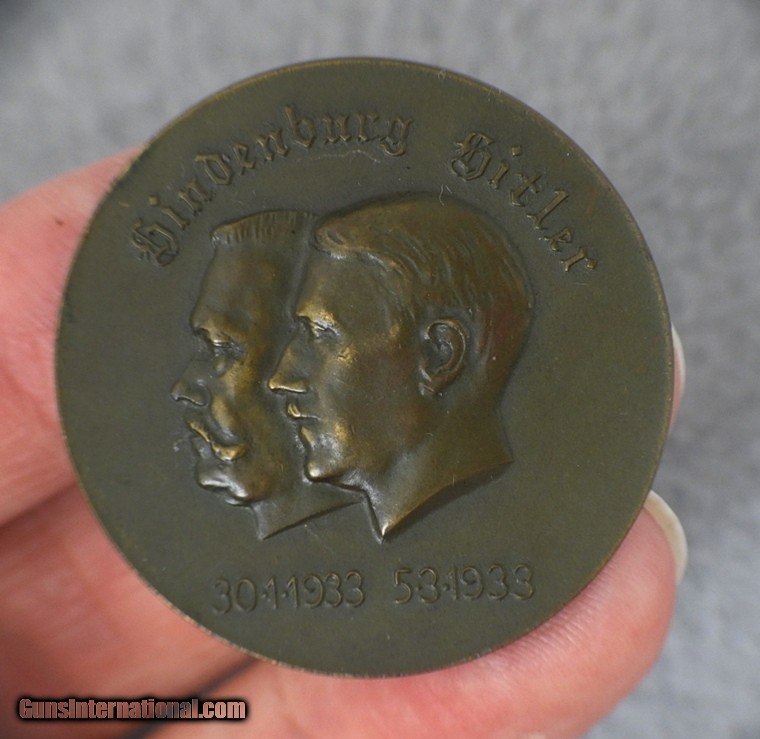 Hindenburg Hitler
30·1·1933 5·3·1933
GunsInternational.com